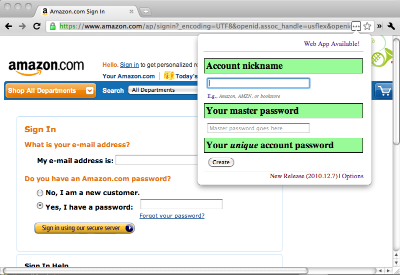 Amazon.com Sign In
https://www.amazon.com/ap/signin?_encoding=UTF8&openid.assoc_handle=usflex&openid
Web App Available!
Account nickname
E.g., Amazon, AMZN, or bookstore
Your master password
Master password goes here
Your unique account password
Create
New Release (2010.12.7) | Options
amazon.com
Hello. Sign in to get personalized
Your Amazon.com
Today's
Shop All Departments
Search
All Departments
Sign In
What is your e-mail address?
My e-mail address is:
Do you have an Amazon.com password?
No, I am a new customer.
Yes, I have a password:
Forgot your password?
Sign in using our secure server
Sign In Help